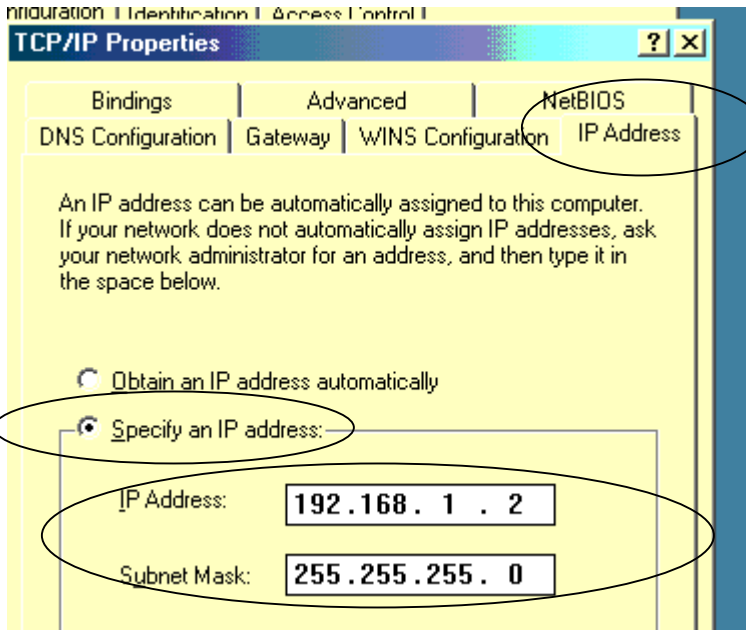 Identification Access Control
TCP/IP Properties ? ×
Bindings Advanced NetBIOS
DNS Configuration Gateway WINS Configuration IP Address
An IP address can be automatically assigned to this computer.
If your network does not automatically assign IP addresses, ask
your network administrator for an address, and then type it in
the space below.
Obtain an IP address automatically
Specify an IP address:
IP Address: 192.168. 1 . 2
Subnet Mask: 255.255.255. 0